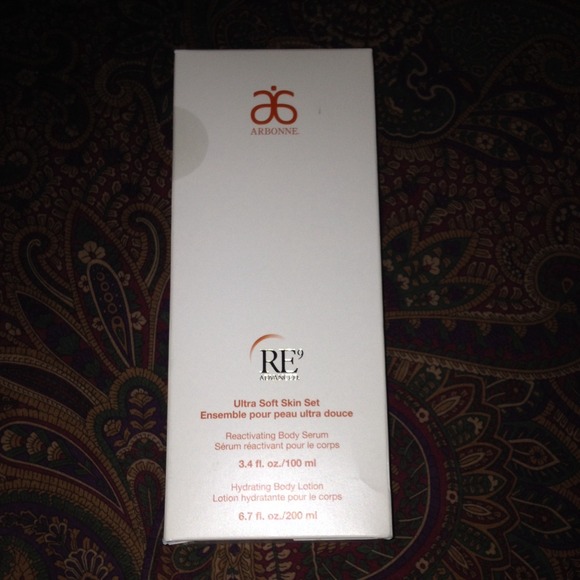 ARBONNE
RE⁹
ADVANCED
Ultra Soft Skin Set
Ensemble pour peau ultra douce
Reactivating Body Serum
Sérum réactivant pour le corps
3.4 fl. oz./100 ml
Hydrating Body Lotion
Lotion hydratante pour le corps
6.7 fl. oz./200 ml